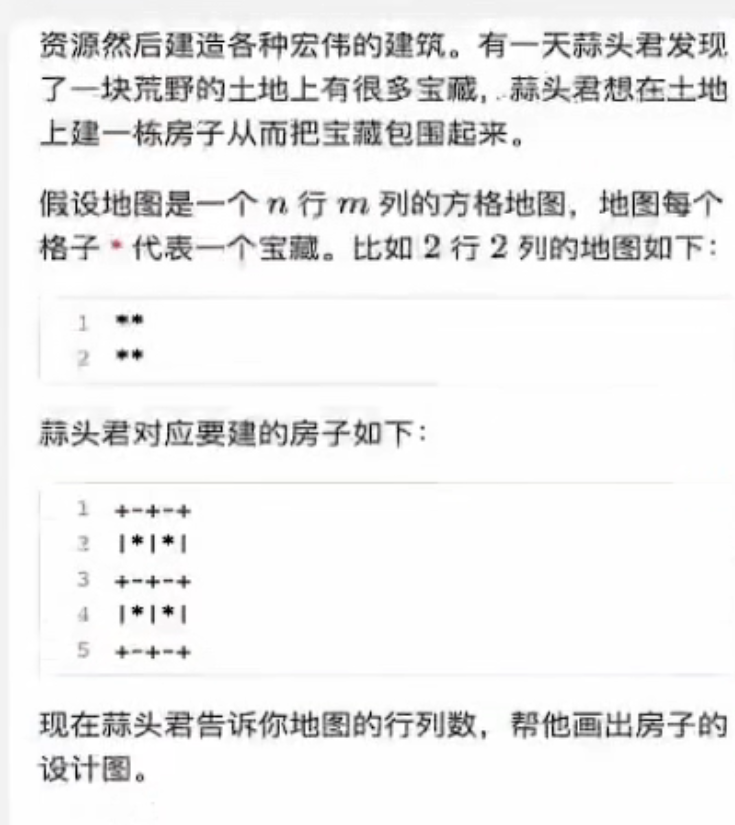 资源然后建造各种宏伟的建筑。有一天蒜头君发现
了一块荒野的土地上有很多宝藏，蒜头君想在土地
上建一栋房子从而把宝藏包围起来。
假设地图是一个 n 行 m 列的方格地图，地图每个
格子 * 代表一个宝藏。比如 2 行 2 列的地图如下：
1 **
2 **
蒜头君对应要建的房子如下：
1 +-+-+
2 |*|*|
3 +-+-+
4 |*|*|
5 +-+-+
现在蒜头君告诉你地图的行列数，帮他画出房子的
设计图。